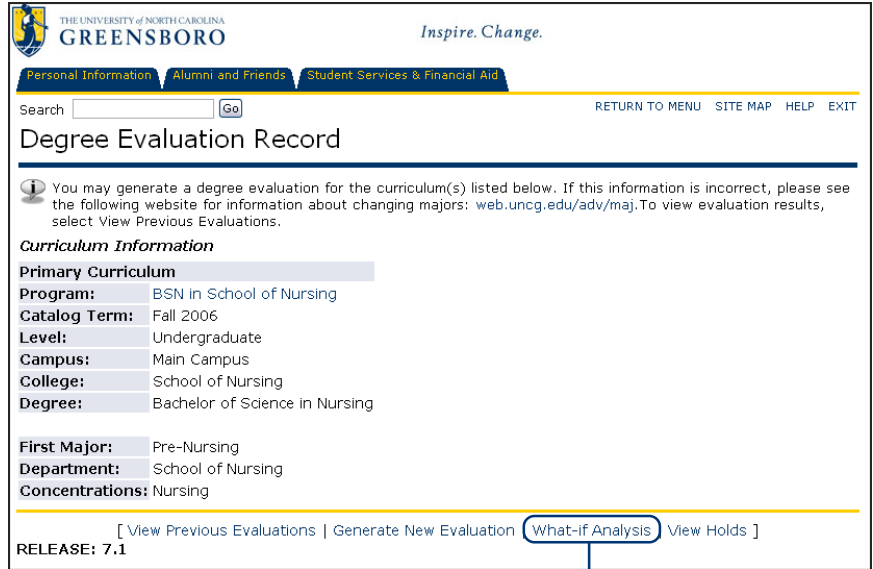 THE UNIVERSITY of NORTH CAROLINA
GREENSBORO
Inspire. Change.
Personal Information Alumni and Friends Student Services & Financial Aid
Search Go RETURN TO MENU SITE MAP HELP EXIT
Degree Evaluation Record
You may generate a degree evaluation for the curriculum(s) listed below. If this information is incorrect, please see
the following website for information about changing majors: web.uncg.edu/adv/maj.To view evaluation results,
select View Previous Evaluations.
Curriculum Information
Primary Curriculum
Program: BSN in School of Nursing
Catalog Term: Fall 2006
Level: Undergraduate
Campus: Main Campus
College: School of Nursing
Degree: Bachelor of Science in Nursing
First Major: Pre-Nursing
Department: School of Nursing
Concentrations: Nursing
[ View Previous Evaluations | Generate New Evaluation | What-if Analysis View Holds ]
RELEASE: 7.1